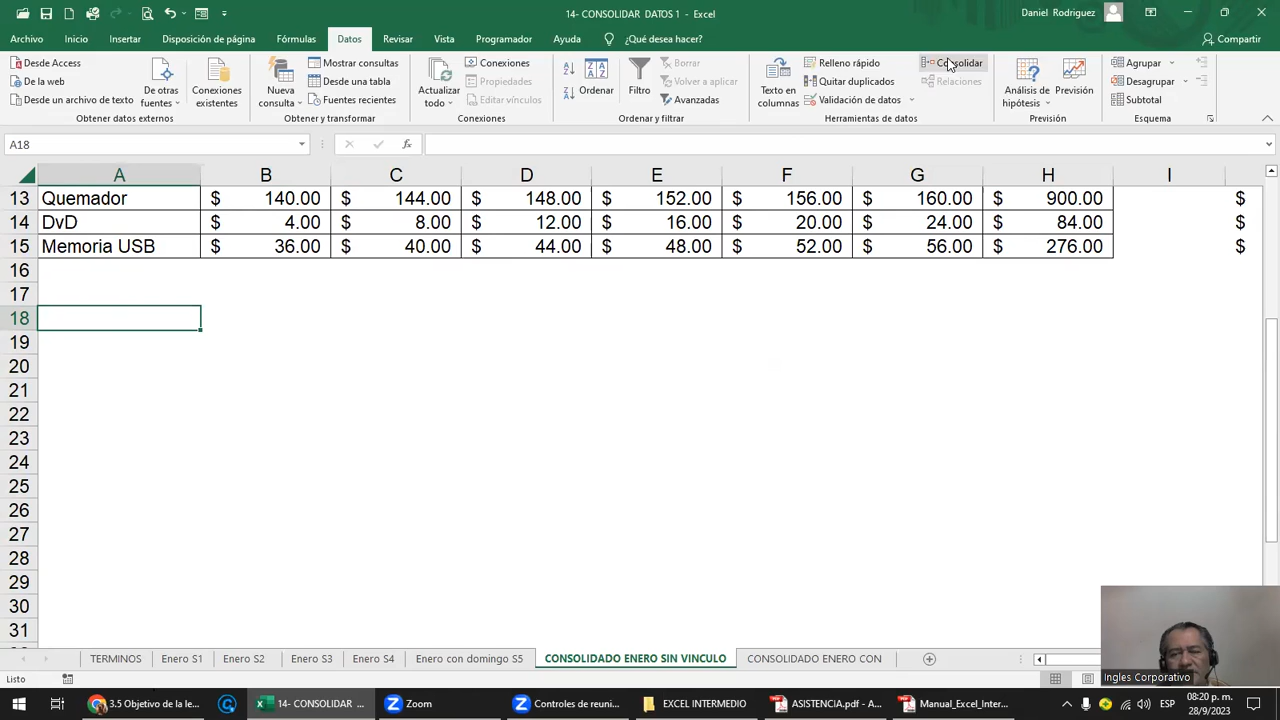 14- CONSOLIDAR DATOS 1 - Excel
Daniel Rodriguez
Archivo Inicio Insertar Disposición de página Fórmulas Datos Revisar Vista Programador Ayuda ¿Qué desea hacer? Compartir
Desde Access
De la web
Desde un archivo de texto
De otras fuentes
Conexiones existentes
Obtener datos externos
Nueva consulta
Mostrar consultas
Desde una tabla
Fuentes recientes
Obtener y transformar
Actualizar todo
Conexiones
Propiedades
Editar vínculos
Conexiones
Ordenar
Filtro
Borrar
Volver a aplicar
Avanzadas
Ordenar y filtrar
Texto en columnas
Relleno rápido
Quitar duplicados
Validación de datos
Consolidar
Relaciones
Herramientas de datos
Análisis de hipótesis
Previsión
Previsión
Agrupar
Desagrupar
Subtotal
Esquema
A18
fx
A B C D E F G H I
13 Quemador $ 140.00 $ 144.00 $ 148.00 $ 152.00 $ 156.00 $ 160.00 $ 900.00 $
14 DvD $ 4.00 $ 8.00 $ 12.00 $ 16.00 $ 20.00 $ 24.00 $ 84.00 $
15 Memoria USB $ 36.00 $ 40.00 $ 44.00 $ 48.00 $ 52.00 $ 56.00 $ 276.00 $
16
17
18
19
20
21
22
23
24
25
26
27
28
29
30
31
TERMINOS Enero S1 Enero S2 Enero S3 Enero S4 Enero con domingo S5 CONSOLIDADO ENERO SIN VINCULO CONSOLIDADO ENERO CON
Listo
Ingles Corporativo
3.5 Objetivo de la le...
14- CONSOLIDAR ...
Zoom
Controles de reuni...
EXCEL INTERMEDIO
ASISTENCIA.pdf - A...
Manual_Excel_Inter...
ESP
08:20 p. m.
28/9/2023